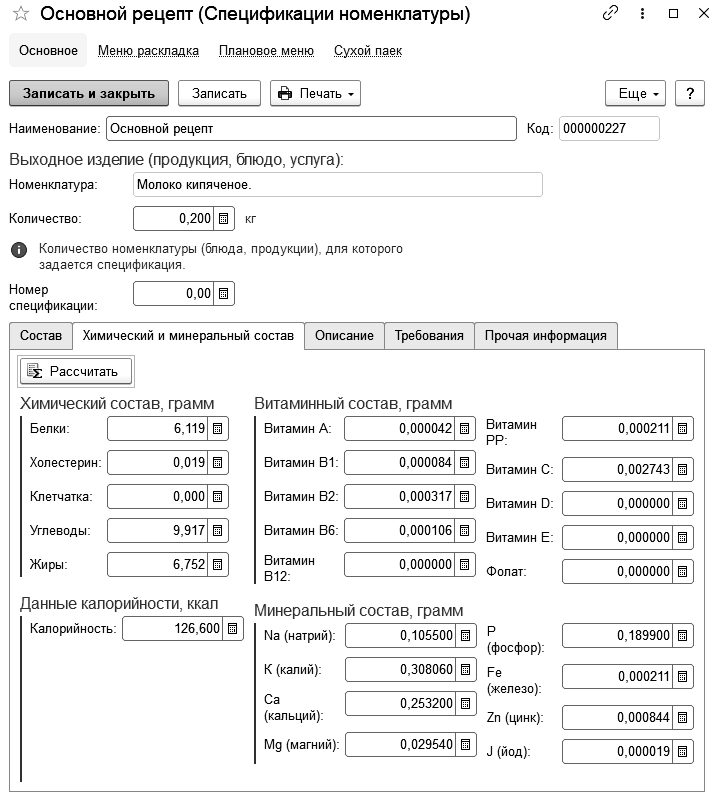 Основной рецепт (Спецификации номенклатуры)
Основное Меню раскладка Плановое меню Сухой паек
Записать и закрыть Записать Печать Еще ?
Наименование: Основной рецепт Код: 000000227
Выходное изделие (продукция, блюдо, услуга):
Номенклатура: Молоко кипяченое.
Количество: 0,200 кг
Количество номенклатуры (блюда, продукции), для которого
задается спецификация.
Номер
спецификации: 0,00
Состав Химический и минеральный состав Описание Требования Прочая информация
Рассчитать
Химический состав, грамм
Белки: 6,119
Холестерин: 0,019
Клетчатка: 0,000
Углеводы: 9,917
Жиры: 6,752
Данные калорийности, ккал
Калорийность: 126,600
Витаминный состав, грамм
Витамин A: 0,000042
Витамин B1: 0,000084
Витамин B2: 0,000317
Витамин B6: 0,000106
Витамин
B12: 0,000000
Витамин
PP: 0,000211
Витамин C: 0,002743
Витамин D: 0,000000
Витамин E: 0,000000
Фолат: 0,000000
Минеральный состав, грамм
Na (натрий): 0,105500
K (калий): 0,308060
Ca
(кальций): 0,253200
Mg (магний): 0,029540
P
(фосфор): 0,189900
Fe
(железо): 0,000211
Zn (цинк): 0,000844
J (йод): 0,000019